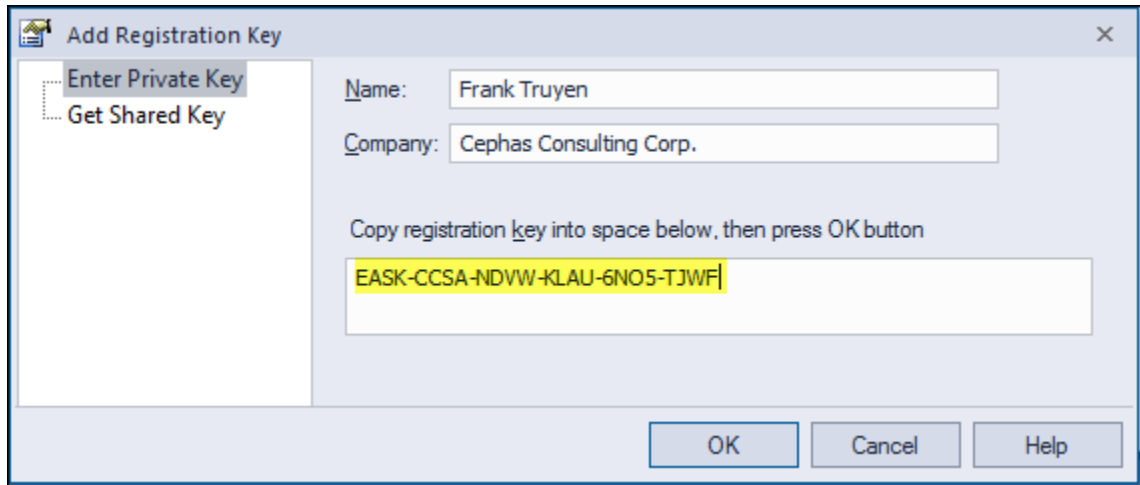 Add Registration Key
Enter Private Key
Get Shared Key
Name: Frank Truyen
Company: Cephas Consulting Corp.
Copy registration key into space below, then press OK button
EASK-CCSA-NDVW-KLAU-6NO5-TJWF
OK Cancel Help